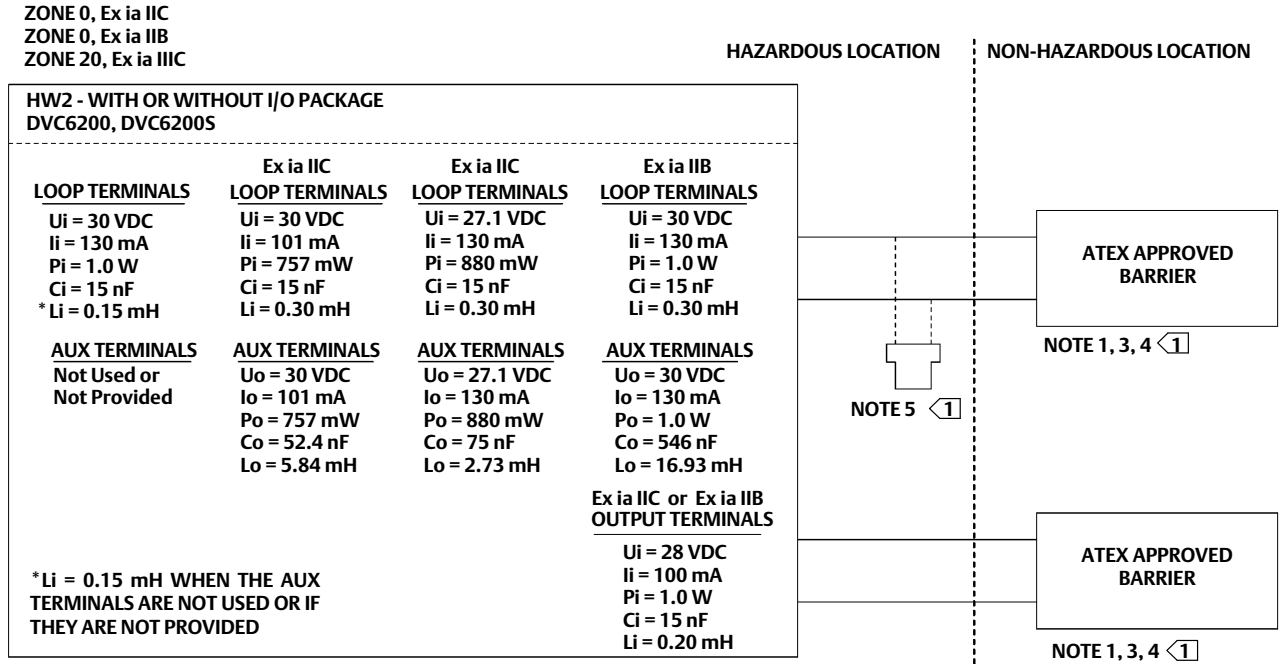 ZONE 0, Ex ia IIC
ZONE 0, Ex ia IIB
ZONE 20, Ex ia IIIC
HAZARDOUS LOCATION
NON-HAZARDOUS LOCATION
HW2 - WITH OR WITHOUT I/O PACKAGE
DVC6200, DVC6200S
LOOP TERMINALS
Ui = 30 VDC
Ii = 130 mA
Pi = 1.0 W
Ci = 15 nF
*Li = 0.15 mH
AUX TERMINALS
Not Used or
Not Provided
Ex ia IIC
LOOP TERMINALS
Ui = 30 VDC
Ii = 101 mA
Pi = 757 mW
Ci = 15 nF
Li = 0.30 mH
AUX TERMINALS
Uo = 30 VDC
Io = 101 mA
Po = 757 mW
Co = 52.4 nF
Lo = 5.84 mH
Ex ia IIC
LOOP TERMINALS
Ui = 27.1 VDC
Ii = 130 mA
Pi = 880 mW
Ci = 15 nF
Li = 0.30 mH
AUX TERMINALS
Uo = 27.1 VDC
Io = 130 mA
Po = 880 mW
Co = 75 nF
Lo = 2.73 mH
Ex ia IIB
LOOP TERMINALS
Ui = 30 VDC
Ii = 130 mA
Pi = 1.0 W
Ci = 15 nF
Li = 0.30 mH
AUX TERMINALS
Uo = 30 VDC
Io = 130 mA
Po = 1.0 W
Co = 546 nF
Lo = 16.93 mH
Ex ia IIC or Ex ia IIB
OUTPUT TERMINALS
Ui = 28 VDC
Ii = 100 mA
Pi = 1.0 W
Ci = 15 nF
Li = 0.20 mH
*Li = 0.15 mH WHEN THE AUX
TERMINALS ARE NOT USED OR IF
THEY ARE NOT PROVIDED
ATEX APPROVED
BARRIER
NOTE 1, 3, 4 1
NOTE 5 1
ATEX APPROVED
BARRIER
NOTE 1, 3, 4 1